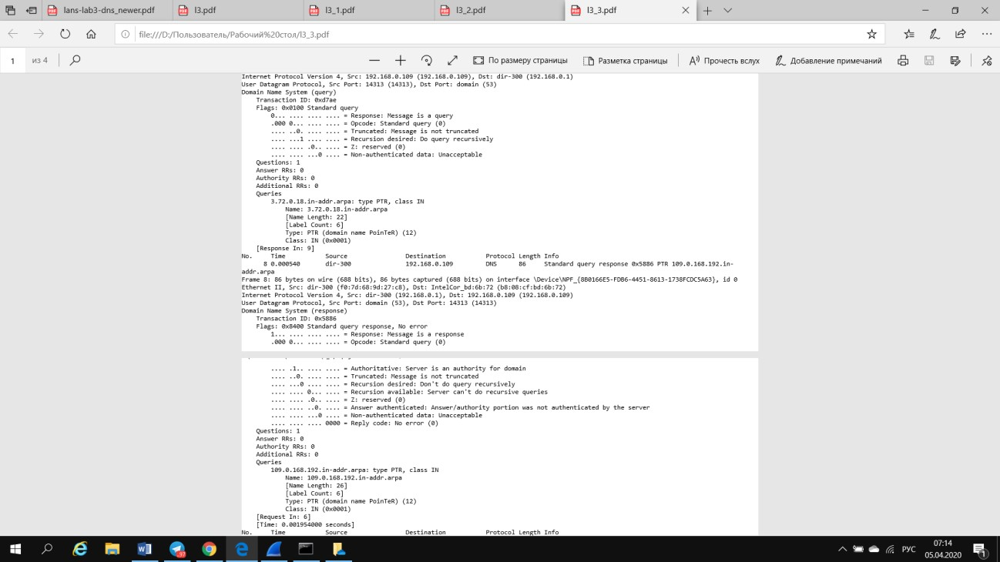 lans-lab3-dns_newer.pdf
l3.pdf
l3_1.pdf
l3_2.pdf
l3_3.pdf
file:///D:/Пользователь/Рабочий%20стол/l3_3.pdf
1 из 4
По размеру страницы
Разметка страницы
Прочесть вслух
Добавление примечаний
Internet Protocol Version 4, Src: 192.168.0.109 (192.168.0.109), Dst: dir-300 (192.168.0.1)
User Datagram Protocol, Src Port: 14313 (14313), Dst Port: domain (53)
Domain Name System (query)
Transaction ID: 0xd7ae
Flags: 0x0100 Standard query
0... .... .... .... = Response: Message is a query
.000 0... .... .... = Opcode: Standard query (0)
.... ..0. .... .... = Truncated: Message is not truncated
.... ...1 .... .... = Recursion desired: Do query recursively
.... .... .0.. .... = Z: reserved (0)
.... .... ...0 .... = Non-authenticated data: Unacceptable
Questions: 1
Answer RRs: 0
Authority RRs: 0
Additional RRs: 0
Queries
3.72.0.18.in-addr.arpa: type PTR, class IN
Name: 3.72.0.18.in-addr.arpa
[Name Length: 22]
[Label Count: 6]
Type: PTR (domain name PoinTeR) (12)
Class: IN (0x0001)
[Response In: 9]
No. Time Source Destination Protocol Length Info
8 0.000540 dir-300 192.168.0.109 DNS 86 Standard query response 0x5886 PTR 109.0.168.192.in-
addr.arpa
Frame 8: 86 bytes on wire (688 bits), 86 bytes captured (688 bits) on interface \Device\NPF_{8B0166E5-FDB6-4451-8613-1738FCDC5A63}, id 0
Ethernet II, Src: dir-300 (f0:7d:68:9d:27:c8), Dst: IntelCor_bd:6b:72 (b8:08:cf:bd:6b:72)
Internet Protocol Version 4, Src: dir-300 (192.168.0.1), Dst: 192.168.0.109 (192.168.0.109)
User Datagram Protocol, Src Port: domain (53), Dst Port: 14313 (14313)
Domain Name System (response)
Transaction ID: 0x5886
Flags: 0x8400 Standard query response, No error
1... .... .... .... = Response: Message is a response
.000 0... .... .... = Opcode: Standard query (0)
.... .1.. .... .... = Authoritative: Server is an authority for domain
.... ..0. .... .... = Truncated: Message is not truncated
.... ...0 .... .... = Recursion desired: Don't do query recursively
.... .... 0... .... = Recursion available: Server can't do recursive queries
.... .... .0.. .... = Z: reserved (0)
.... .... ..0. .... = Answer authenticated: Answer/authority portion was not authenticated by the server
.... .... ...0 .... = Non-authenticated data: Unacceptable
.... .... .... 0000 = Reply code: No error (0)
Questions: 1
Answer RRs: 0
Authority RRs: 0
Additional RRs: 0
Queries
109.0.168.192.in-addr.arpa: type PTR, class IN
Name: 109.0.168.192.in-addr.arpa
[Name Length: 26]
[Label Count: 6]
Type: PTR (domain name PoinTeR) (12)
Class: IN (0x0001)
[Request In: 6]
[Time: 0.001954000 seconds]
No. Time Source Destination Protocol Length Info
97
РУС
07:14
05.04.2020
1